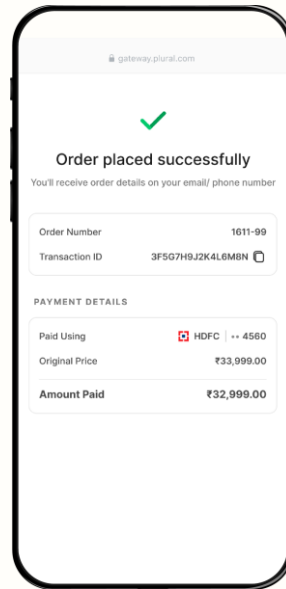 gateway.plural.com
Order placed successfully
You'll receive order details on your email/ phone number
Order Number 1611-99
Transaction ID 3F5G7H9J2K4L6M8N
PAYMENT DETAILS
Paid Using HDFC | •• 4560
Original Price ₹33,999.00
Amount Paid ₹32,999.00